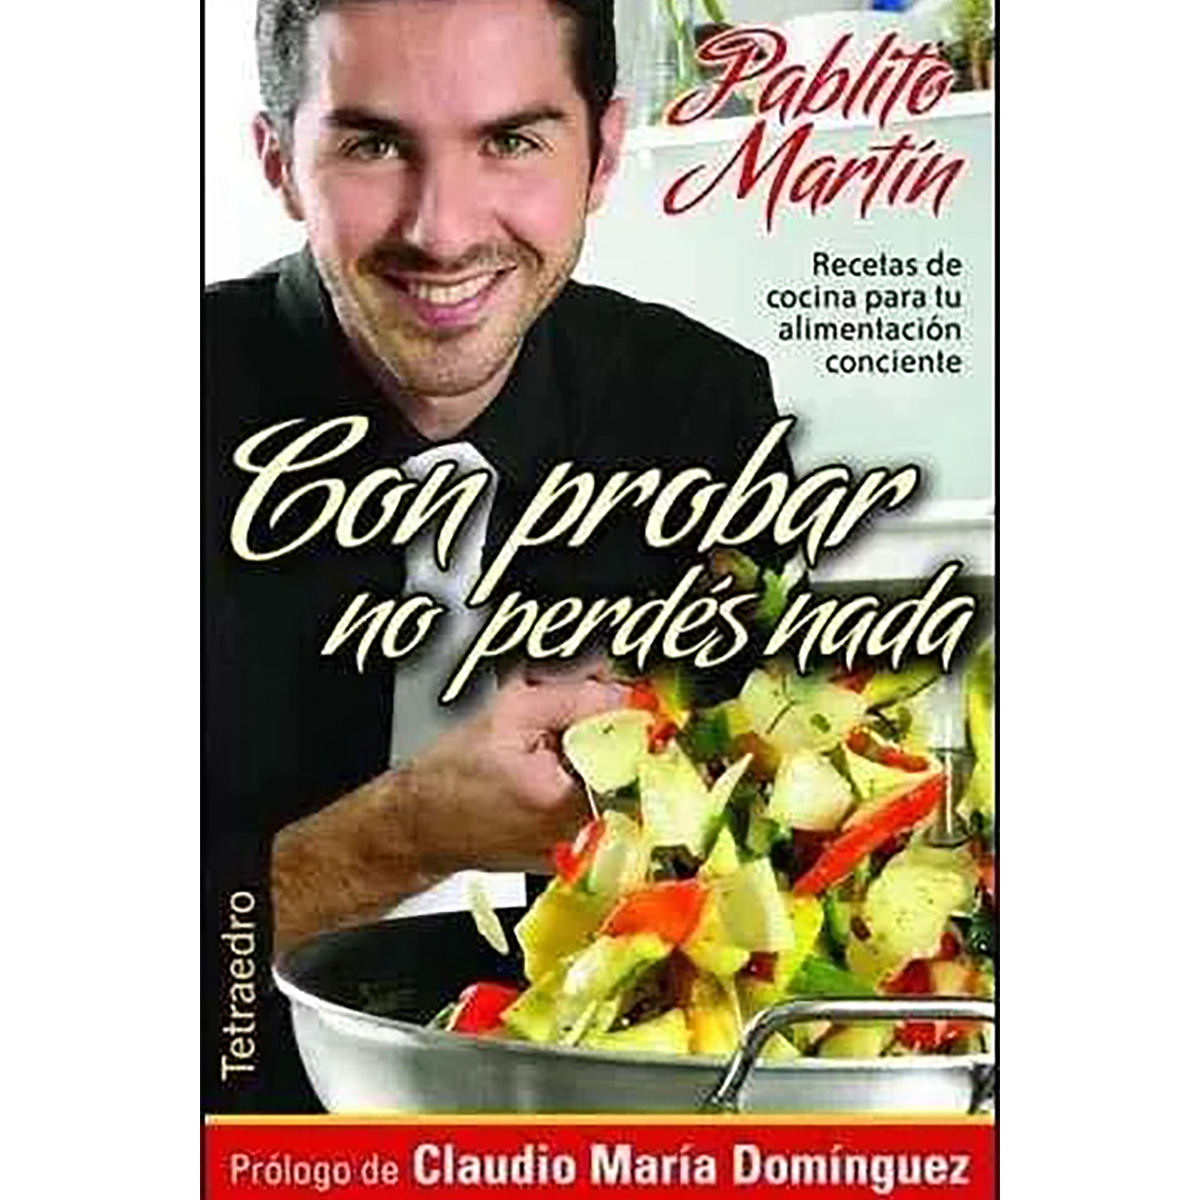 Pablito
Martín
Recetas de
cocina para tu
alimentación
conciente
Con probar
no perdés nada
Tetraedro
Prólogo de Claudio María Domínguez